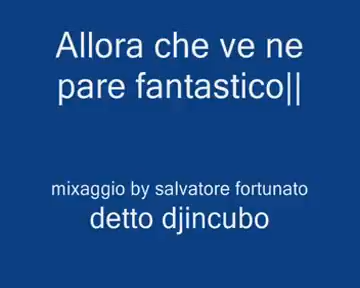 Allora che ve ne
pare fantastico||
mixaggio by salvatore fortunato
detto djincubo